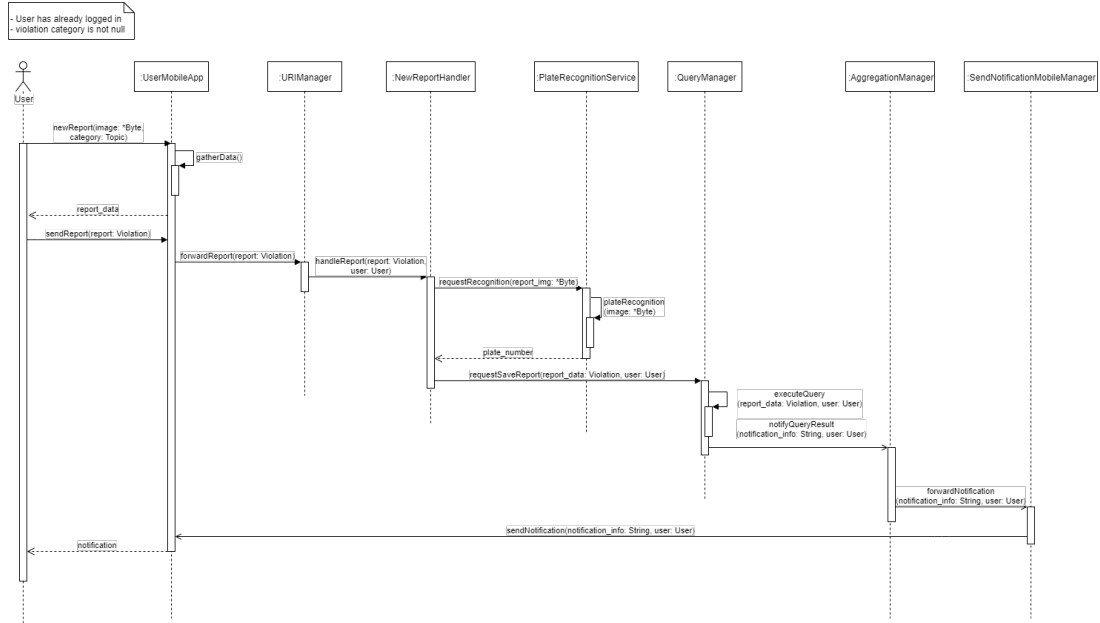 - User has already logged in
- violation category is not null
:UserMobileApp
:URIManager
:NewReportHandler
:PlateRecognitionService
:QueryManager
:AggregationManager
:SendNotificationMobileManager
User
newReport(image: *Byte,
category: Topic)
gatherData()
report_data
sendReport(report: Violation)
forwardReport(report: Violation)
handleReport(report: Violation,
user: User)
requestRecognition(report_img: *Byte)
plateRecognition
(image: *Byte)
plate_number
requestSaveReport(report_data: Violation, user: User)
executeQuery
(report_data: Violation, user: User)
notifyQueryResult
(notification_info: String, user: User)
forwardNotification
(notification_info: String, user: User)
sendNotification(notification_info: String, user: User)
notification